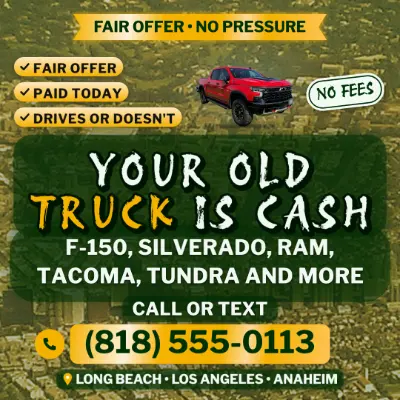 FAIR OFFER • NO PRESSURE
FAIR OFFER
PAID TODAY
DRIVES OR DOESN'T
NO FEES
YOUR OLD
TRUCK IS CASH
F-150, SILVERADO, RAM,
TACOMA, TUNDRA AND MORE
CALL OR TEXT
(818) 555-0113
LONG BEACH • LOS ANGELES • ANAHEIM